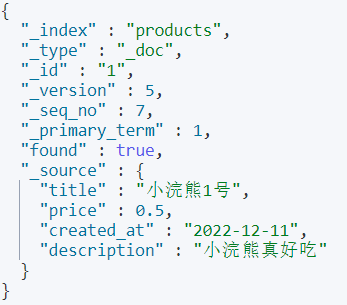 {
  "_index" : "products",
  "_type" : "_doc",
  "_id" : "1",
  "_version" : 5,
  "_seq_no" : 7,
  "_primary_term" : 1,
  "found" : true,
  "_source" : {
    "title" : "小浣熊1号",
    "price" : 0.5,
    "created_at" : "2022-12-11",
    "description" : "小浣熊真好吃"
  }
}